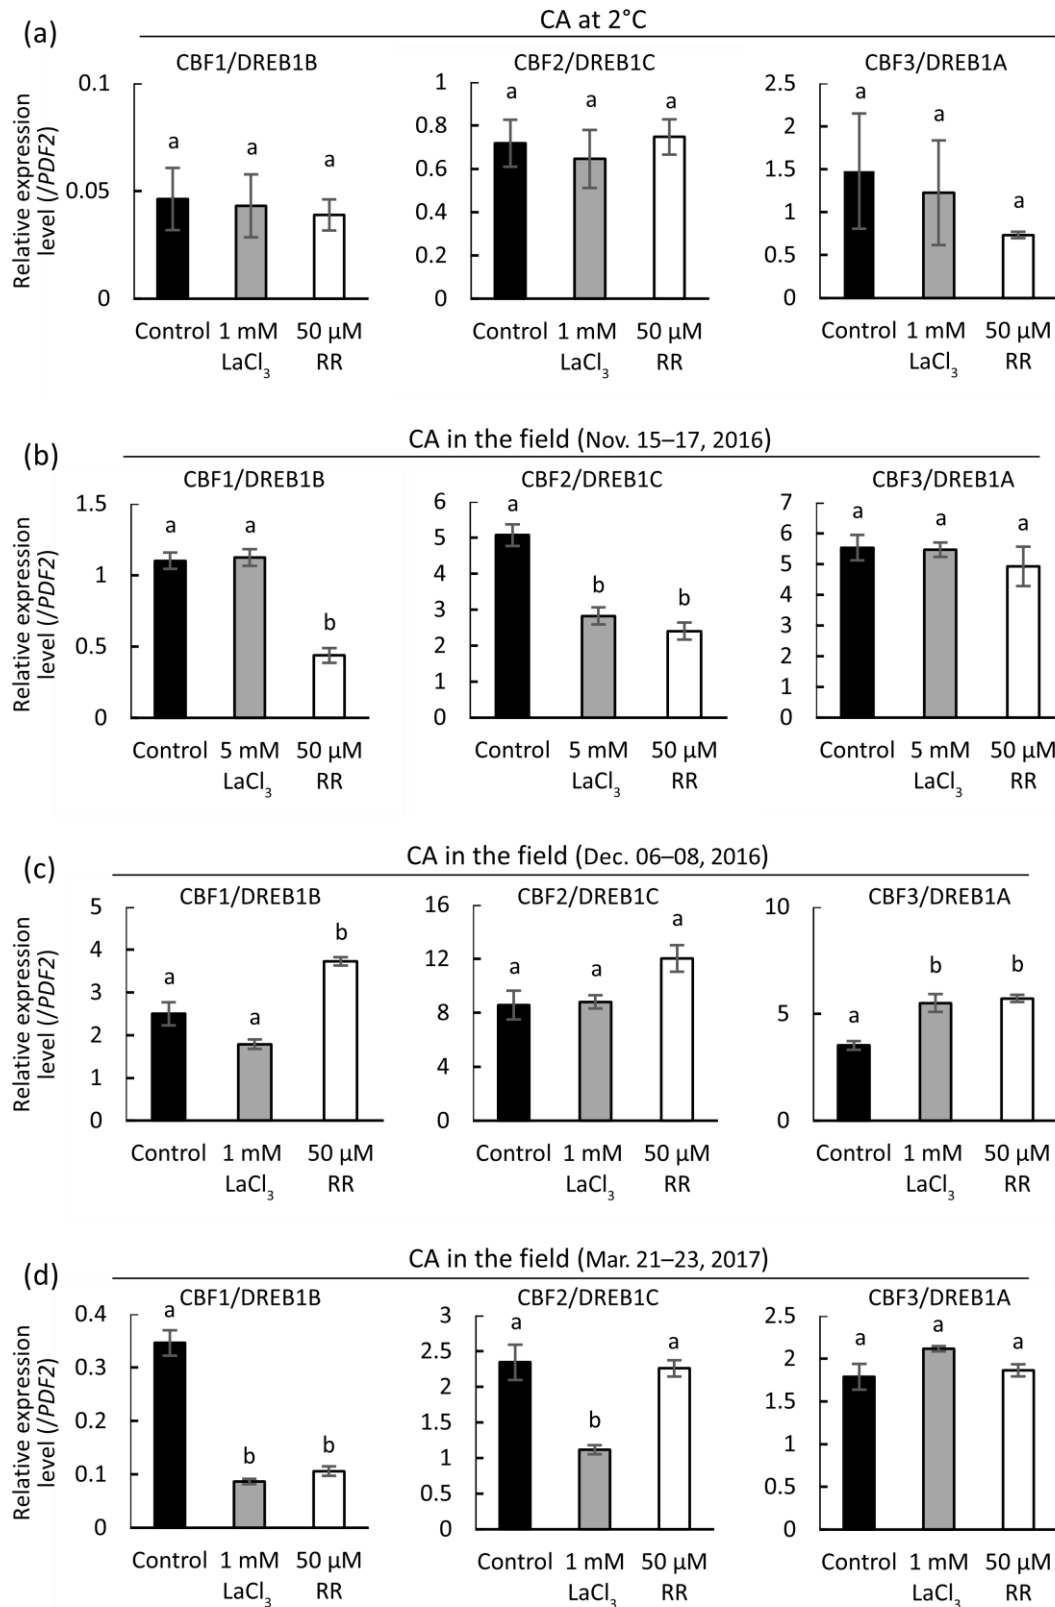 (a) CA at 2°C
CBF1/DREB1B CBF2/DREB1C CBF3/DREB1A
Relative expression
level (/PDF2)
0.1
0.05
0
a a a
1
0.8
0.6
0.4
0.2
0
a a a
2.5
2
1.5
1
0.5
0
a a a
Control 1 mM 50 µM Control 1 mM 50 µM Control 1 mM 50 µM
LaCl₃ RR LaCl₃ RR LaCl₃ RR
(b) CA in the field (Nov. 15–17, 2016)
CBF1/DREB1B CBF2/DREB1C CBF3/DREB1A
Relative expression
level (/PDF2)
1.5
1
0.5
0
a a b
6
5
4
3
2
1
0
a b b
7
6
5
4
3
2
1
0
a a a
Control 5 mM 50 µM Control 5 mM 50 µM Control 5 mM 50 µM
LaCl₃ RR LaCl₃ RR LaCl₃ RR
(c) CA in the field (Dec. 06–08, 2016)
CBF1/DREB1B CBF2/DREB1C CBF3/DREB1A
Relative expression
level (/PDF2)
5
4
3
2
1
0
a a b
16
12
8
4
0
a a a
10
5
0
a b b
Control 1 mM 50 µM Control 1 mM 50 µM Control 1 mM 50 µM
LaCl₃ RR LaCl₃ RR LaCl₃ RR
(d) CA in the field (Mar. 21–23, 2017)
CBF1/DREB1B CBF2/DREB1C CBF3/DREB1A
Relative expression
level (/PDF2)
0.4
0.3
0.2
0.1
0
a b b
3
2.5
2
1.5
1
0.5
0
a b a
2.5
2
1.5
1
0.5
0
a a a
Control 1 mM 50 µM Control 1 mM 50 µM Control 1 mM 50 µM
LaCl₃ RR LaCl₃ RR LaCl₃ RR